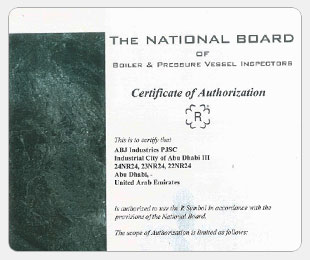 THE NATIONAL BOARD
OF
BOILER & PRESSURE VESSEL INSPECTORS
Certificate of Authorization
R
This is to certify that
ABJ Industries PJSC
Industrial City of Abu Dhabi III
24NR24, 23NR24, 22NR24
Abu Dhabi, -
United Arab Emirates
is authorized to use the R Symbol in accordance with the
provisions of the National Board.
The scope of Authorization is limited as follows: